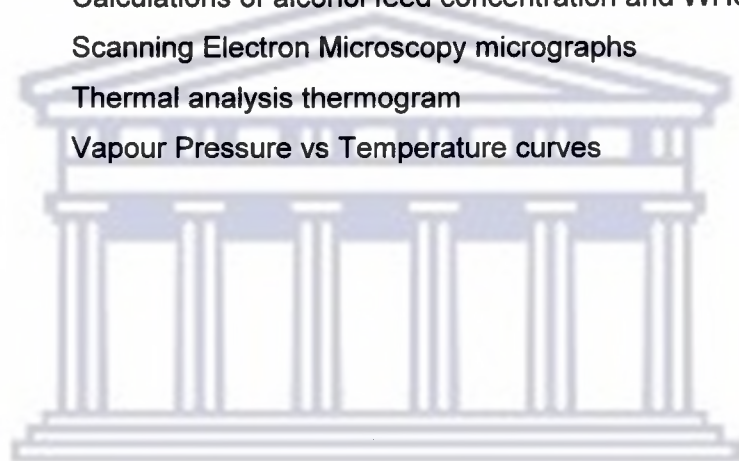 Calculations of alcohol feed concentration and
Scanning Electron Microscopy micrographs
Thermal analysis thermogram
Vapour Pressure vs Temperature curves